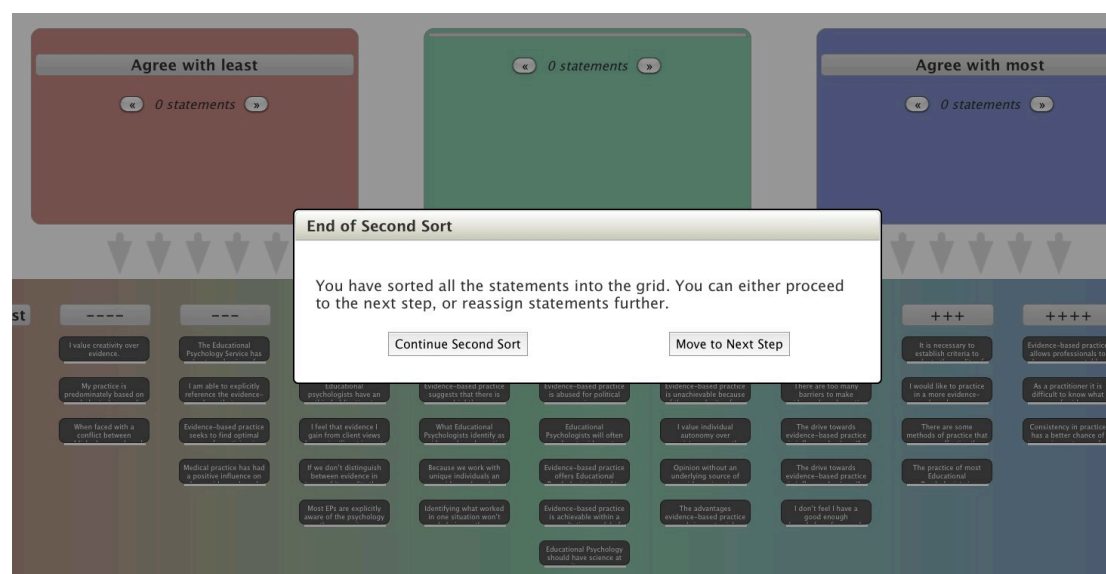 Agree with least
Agree with most
« 0 statements »
« 0 statements »
« 0 statements »
End of Second Sort
You have sorted all the statements into the grid. You can either proceed
to the next step, or reassign statements further.
Continue Second Sort
Move to Next Step
st
----
---
+++
++++
I value creativity over
evidence.
The Educational
Psychology Service has
It is necessary to
establish criteria to
Evidence-based practice
allows professionals to
My practice is
predominately based on
I am able to explicitly
reference the evidence-
Educational
psychologists have an
Evidence-based practice
suggests that there is
Evidence-based practice
is abused for political
Evidence-based practice
is unachievable because
There are too many
barriers to make
I would like to practice
in a more evidence-
As a practitioner it is
difficult to know what
When faced with a
conflict between
Evidence-based practice
seeks to find optimal
I feel that evidence I
gain from client views
What Educational
Psychologists identify as
Educational
Psychologists will often
I value individual
autonomy over
The drive towards
evidence-based practice
There are some
methods of practice that
Consistency in practice
has a better chance of
Medical practice has had
a positive influence on
If we don't distinguish
between evidence in
Because we work with
unique individuals an
Evidence-based practice
offers Educational
Opinion without an
underlying source of
The drive towards
evidence-based practice
The practice of most
Educational
Most EPs are explicitly
aware of the psychology
Identifying what worked
in one situation won't
Evidence-based practice
is achievable within a
The advantages
evidence-based practice
I don't feel I have a
good enough
Educational Psychology
should have science at